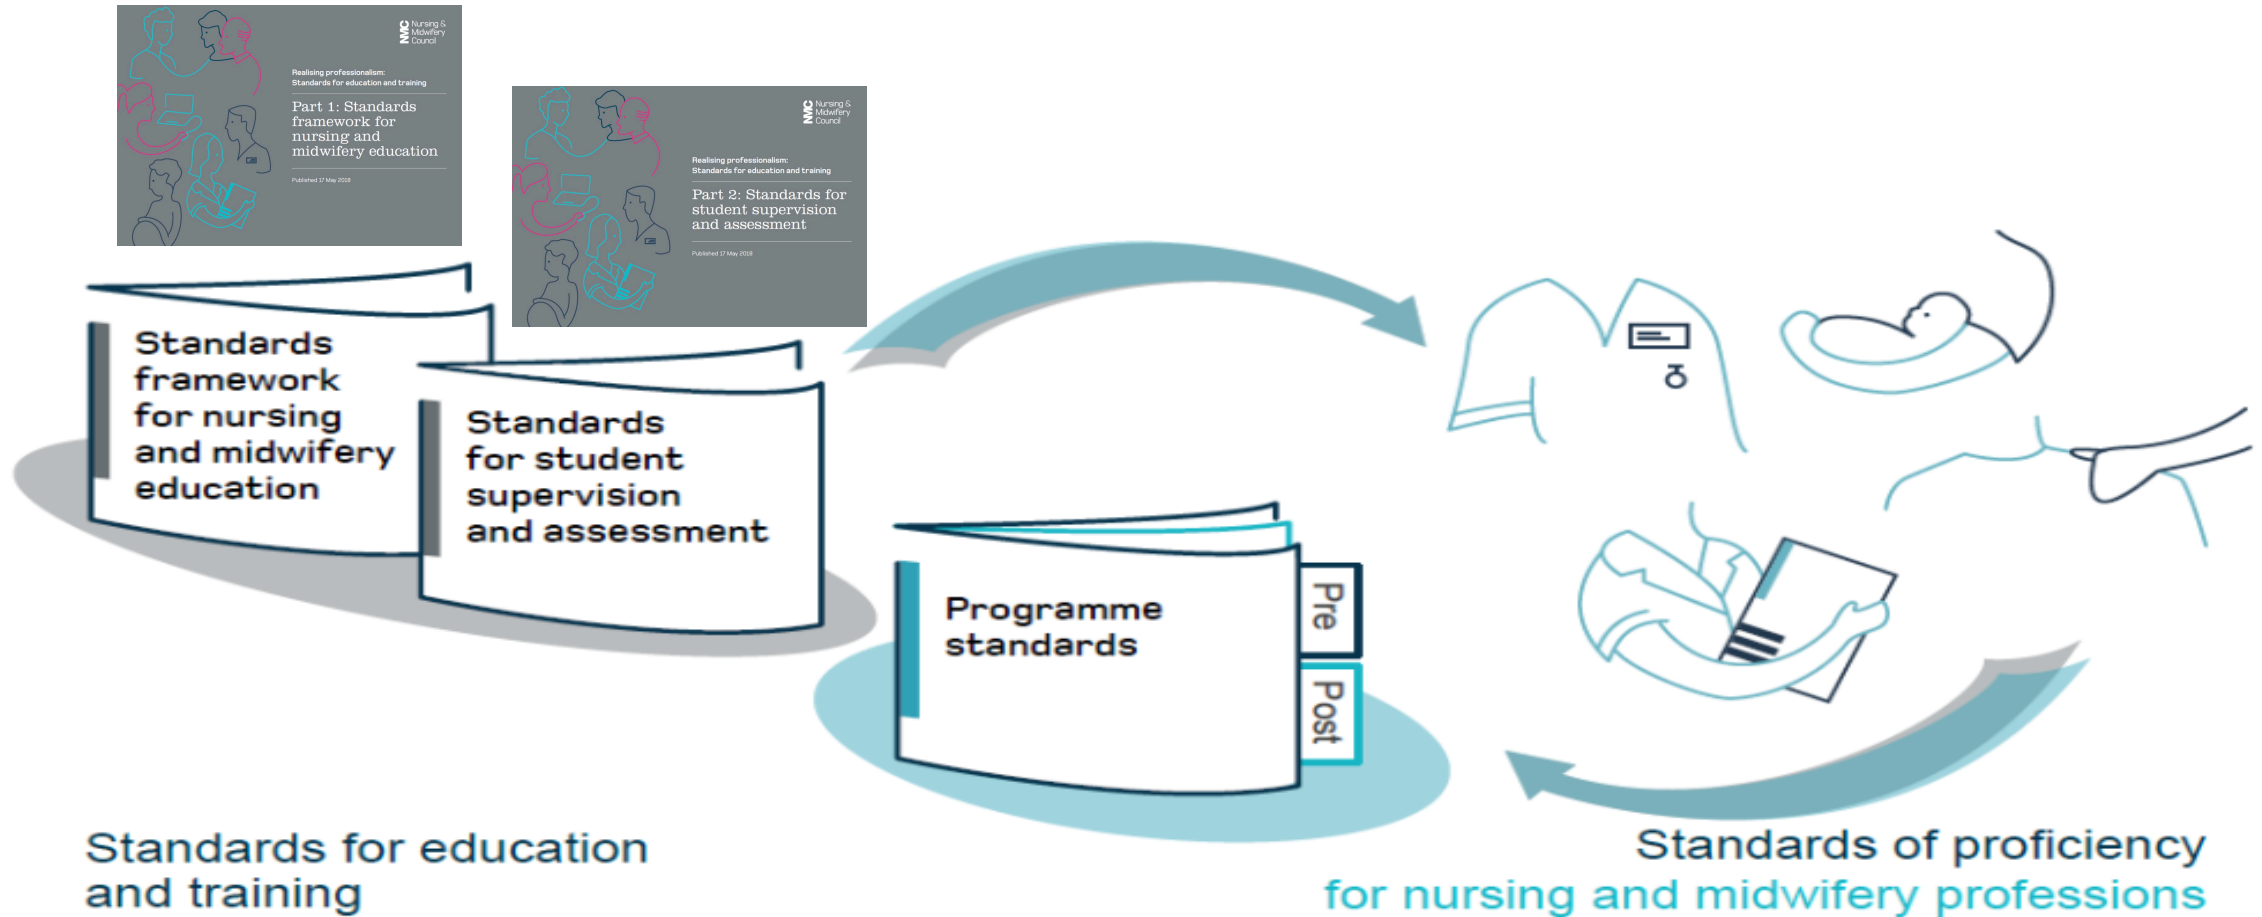 NMC
Nursing &
Midwifery
Council
Realising professionalism:
Standards for education and training
Part 1: Standards
framework for
nursing and
midwifery education
Published 17 May 2018
NMC
Nursing &
Midwifery
Council
Realising professionalism:
Standards for education and training
Part 2: Standards for
student supervision
and assessment
Published 17 May 2018
Standards
framework
for nursing
and midwifery
education
Standards
for student
supervision
and assessment
Programme
standards
Pre
Post
Standards for education
and training
Standards of proficiency
for nursing and midwifery professions